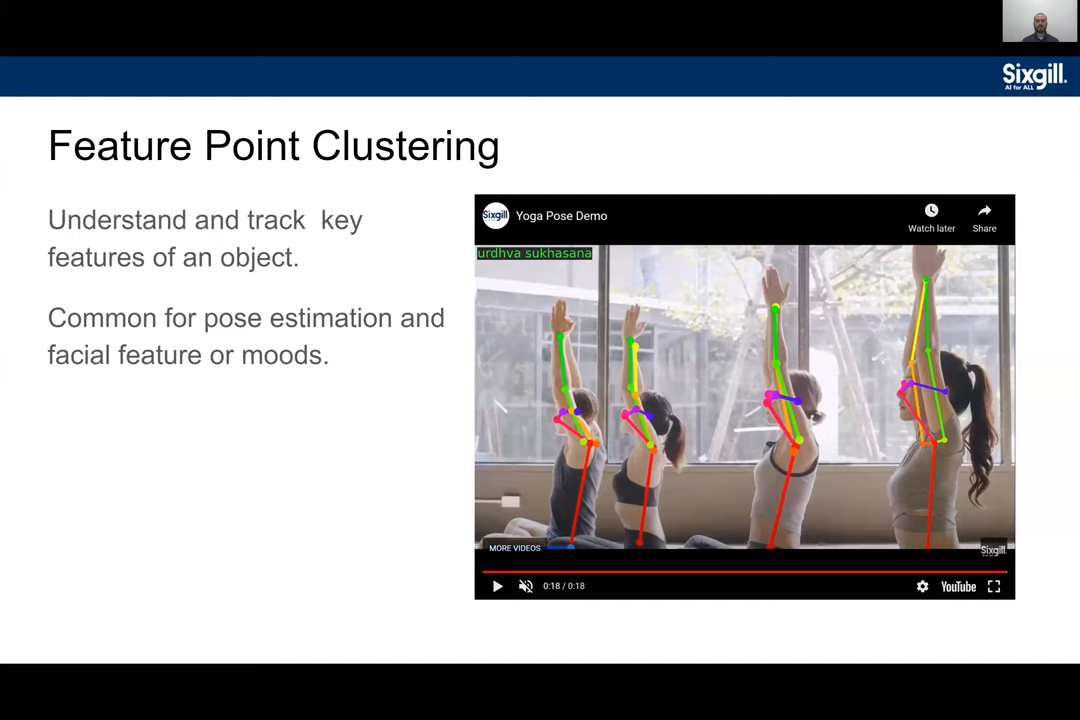 Sixgill.
AI for ALL
Feature Point Clustering
Understand and track  key
features of an object.
Common for pose estimation and
facial feature or moods.
Sixgill
Yoga Pose Demo
Watch later
Share
urdhva sukhasana
MORE VIDEOS
Sixgill.
0:18 / 0:18
YouTube